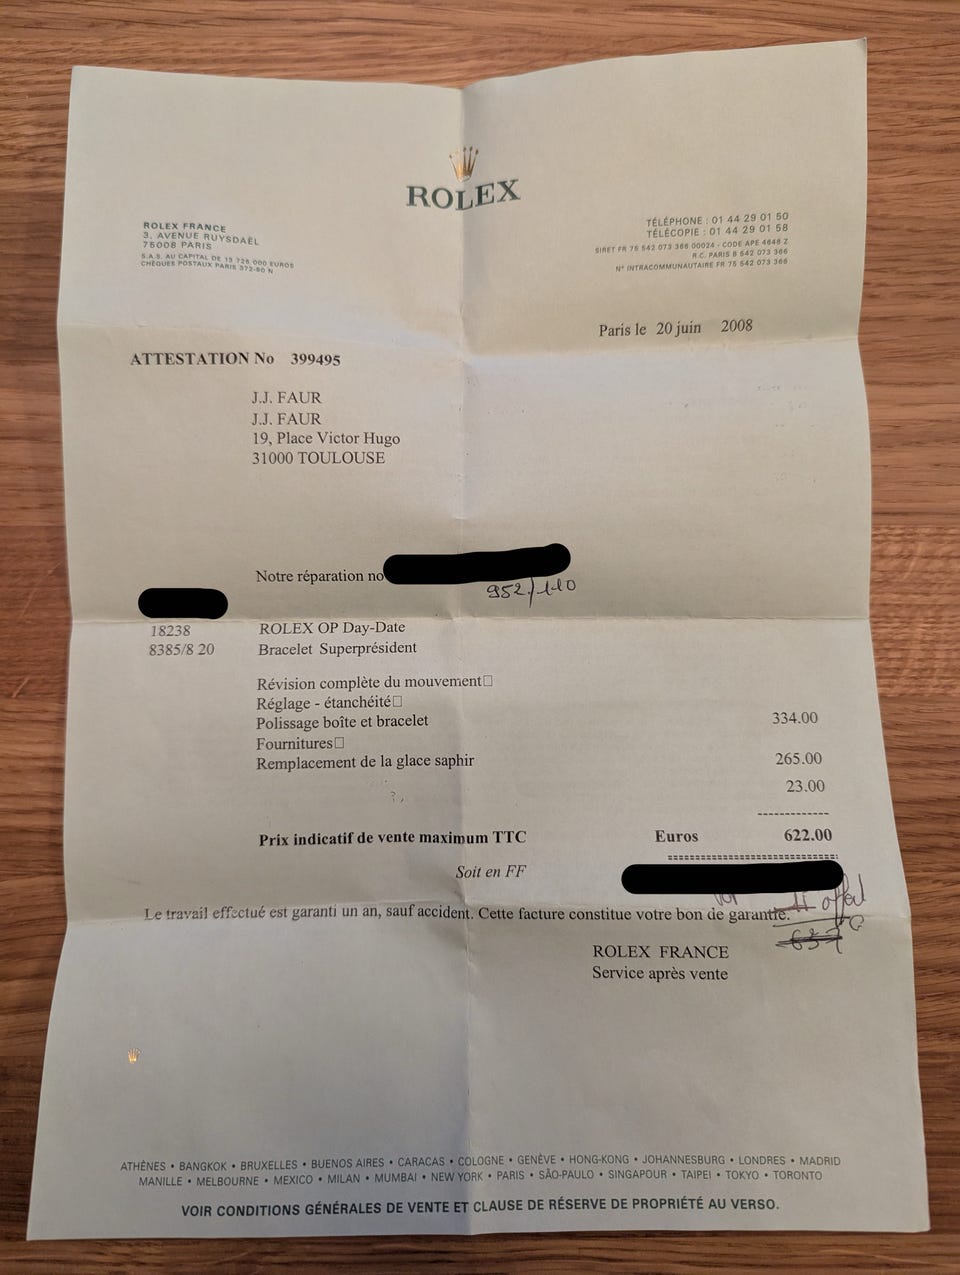 ROLEX
ROLEX FRANCE
3, AVENUE RUYSDAËL
75008 PARIS
S.A.S. AU CAPITAL DE 13 726 000 EUROS
CHÈQUES POSTAUX PARIS 372-80 N
TÉLÉPHONE : 01 44 29 01 50
TÉLÉCOPIE : 01 44 29 01 58
SIRET FR 75 542 073 366 00024 - CODE APE 4648 Z
R.C. PARIS B 542 073 366
N° INTRACOMMUNAUTAIRE FR 75 542 073 366
Paris le 20 juin 2008
ATTESTATION No 399495
J.J. FAUR
J.J. FAUR
19, Place Victor Hugo
31000 TOULOUSE
Notre réparation no
952/110
18238 ROLEX OP Day-Date
8385/8 20 Bracelet Superprésident
Révision complète du mouvement
Réglage - étanchéité
Polissage boîte et bracelet 334.00
Fournitures
Remplacement de la glace saphir 265.00
23.00
Prix indicatif de vente maximum TTC Euros 622.00
Soit en FF
Le travail effectué est garanti un an, sauf accident. Cette facture constitue votre bon de garantie.
637
ROLEX FRANCE
Service après vente
ATHÈNES • BANGKOK • BRUXELLES • BUENOS AIRES • CARACAS • COLOGNE • GENÈVE • HONG-KONG • JOHANNESBURG • LONDRES • MADRID
MANILLE • MELBOURNE • MEXICO • MILAN • MUMBAI • NEW YORK • PARIS • SÃO-PAULO • SINGAPOUR • TAIPEI • TOKYO • TORONTO
VOIR CONDITIONS GÉNÉRALES DE VENTE ET CLAUSE DE RÉSERVE DE PROPRIÉTÉ AU VERSO.